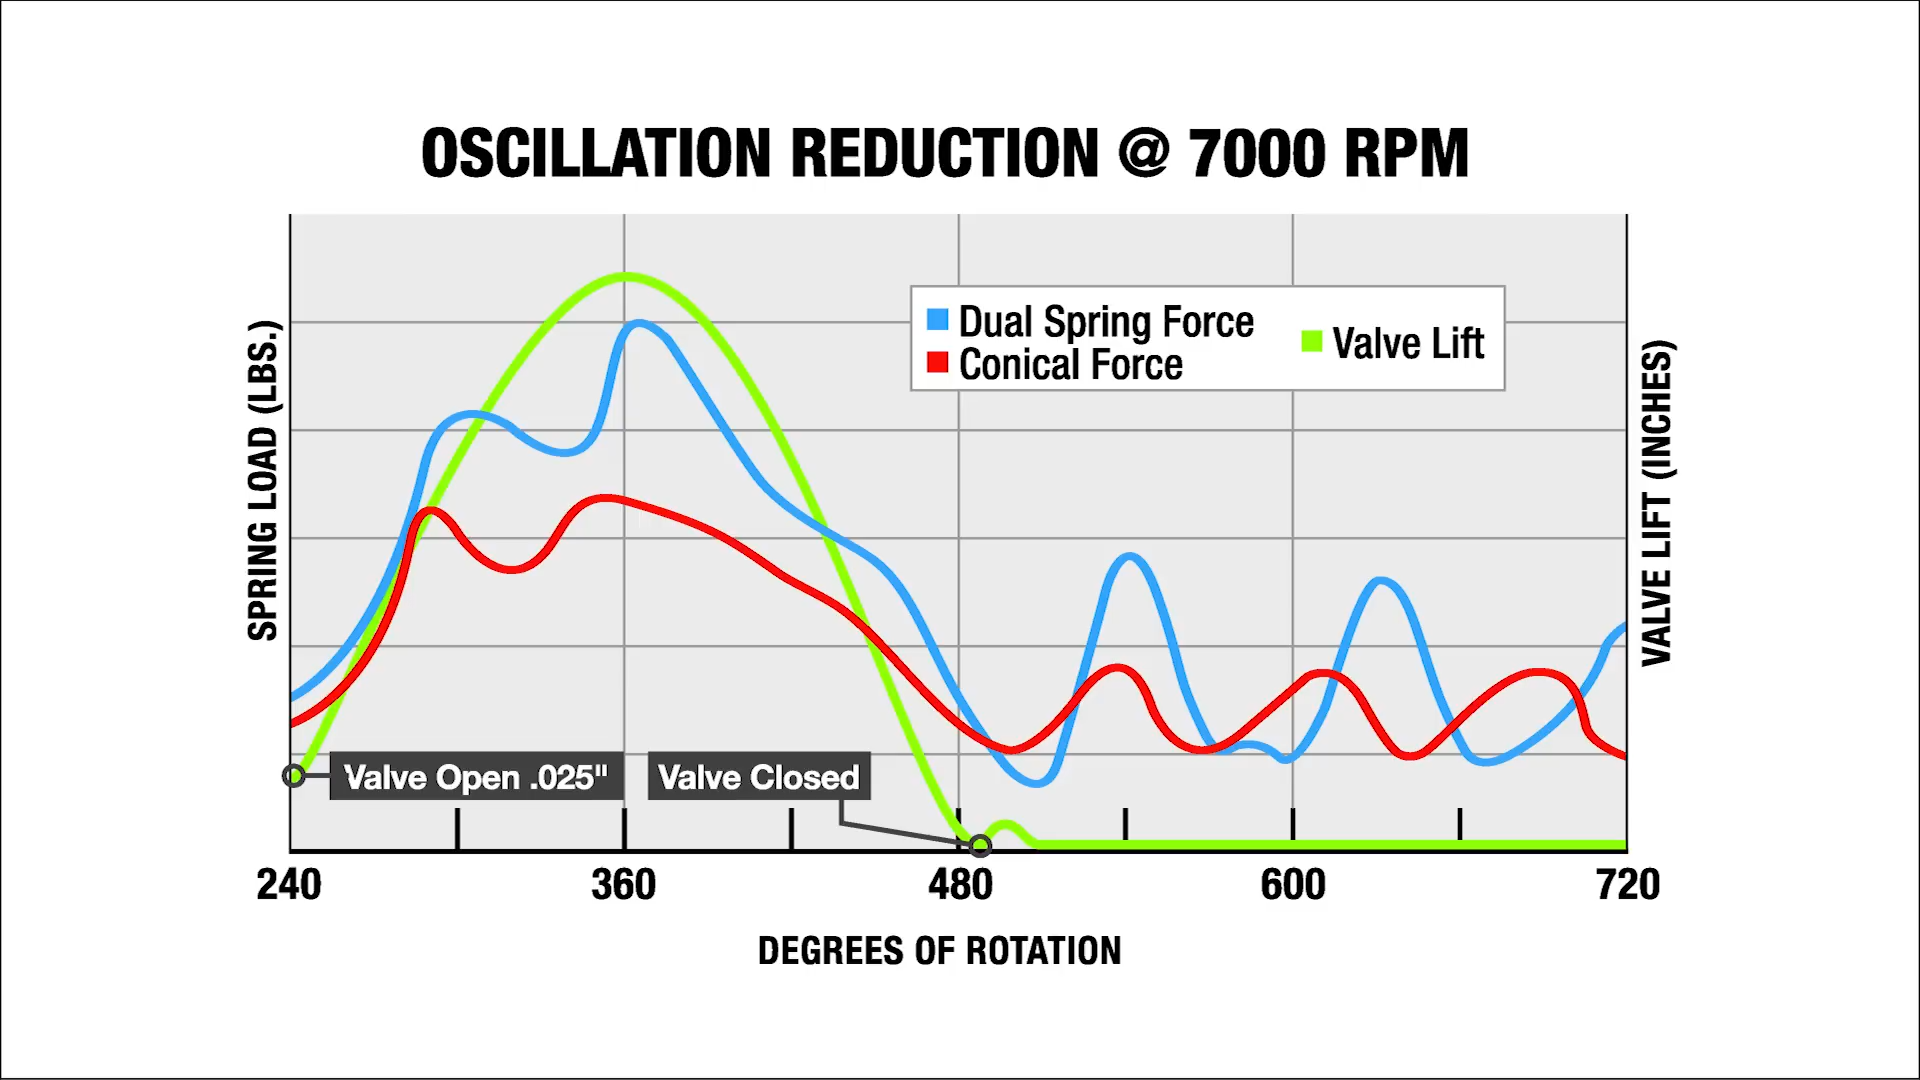 OSCILLATION REDUCTION @ 7000 RPM
Dual Spring Force
Conical Force
Valve Lift
SPRING LOAD (LBS.)
VALVE LIFT (INCHES)
Valve Open .025"
Valve Closed
240
360
480
600
720
DEGREES OF ROTATION